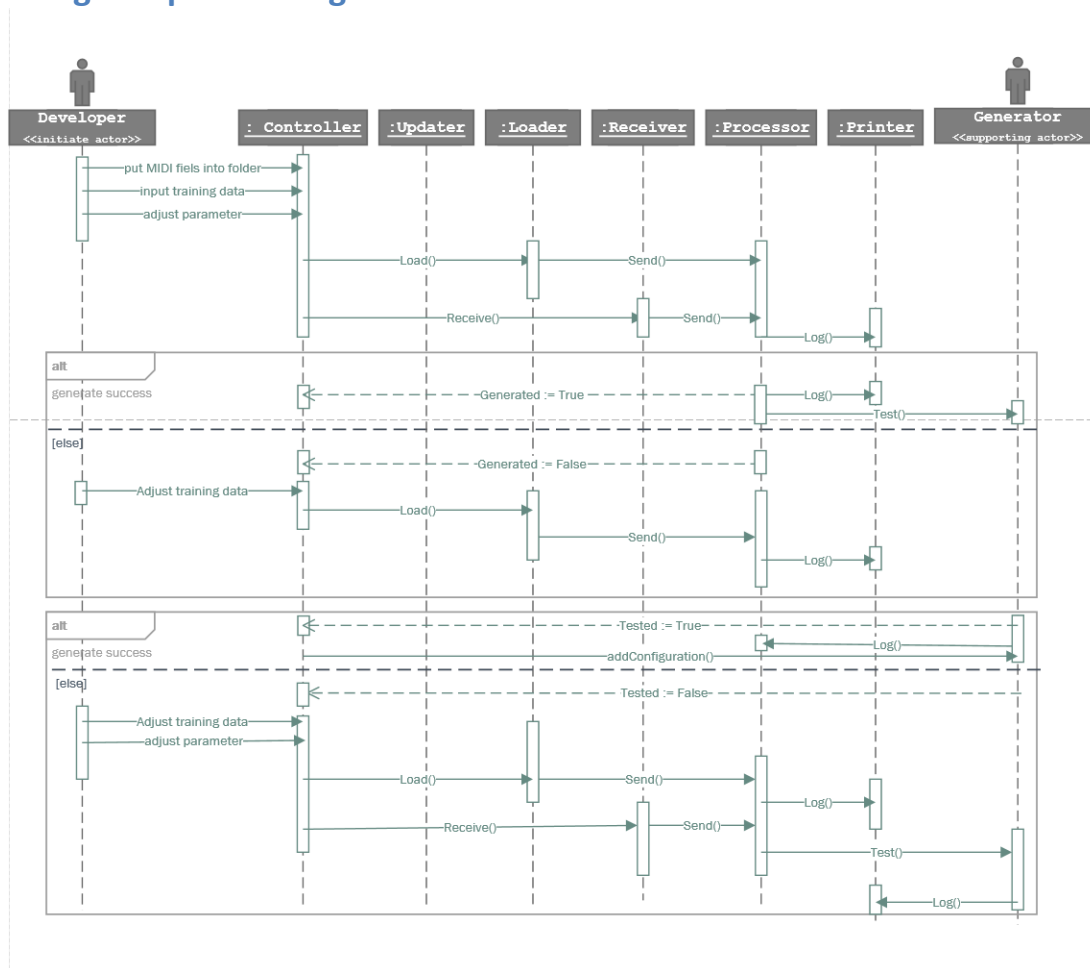 Developer
<<initiate actor>>
: Controller
:Updater
:Loader
:Receiver
:Processor
:Printer
Generator
<<supporting actor>>
put MIDI fiels into folder
input training data
adjust parameter
Load()
Send()
Receive()
Send()
Log()
alt
generate success
Generated := True
Log()
Test()
[else]
Generated := False
Adjust training data
Load()
Send()
Log()
alt
Tested := True
Log()
generate success
addConfiguration()
[else]
Tested := False
Adjust training data
adjust parameter
Load()
Send()
Log()
Receive()
Send()
Test()
Log()